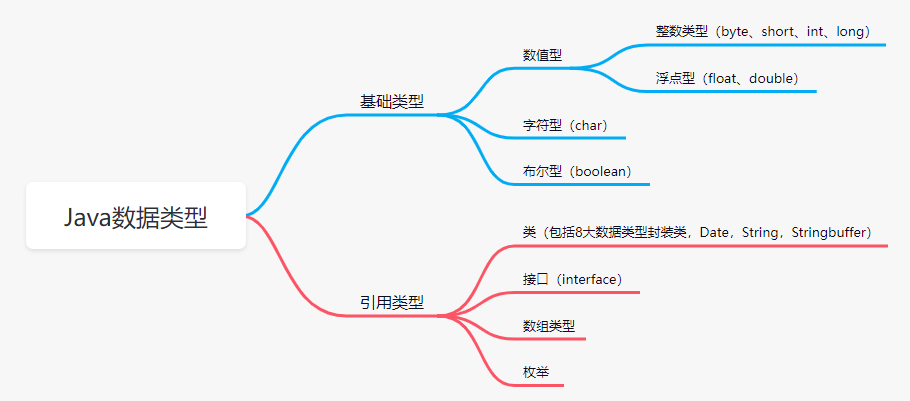 Java数据类型
基础类型
数值型
整数类型（byte、short、int、long）
浮点型（float、double）
字符型（char）
布尔型（boolean）
引用类型
类（包括8大数据类型封装类，Date，String，Stringbuffer）
接口（interface）
数组类型
枚举